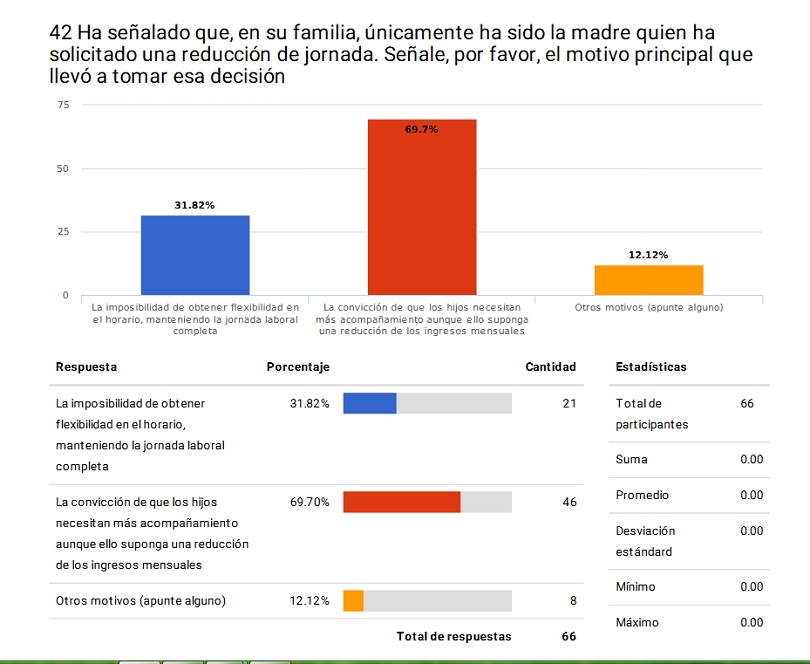 42 Ha señalado que, en su familia, únicamente ha sido la madre quien ha
solicitado una reducción de jornada. Señale, por favor, el motivo principal que
llevó a tomar esa decisión
75
50
25
0
31.82%
69.7%
12.12%
La imposibilidad de obtener flexibilidad en
el horario, manteniendo la jornada laboral
completa
La convicción de que los hijos necesitan
más acompañamiento aunque ello suponga
una reducción de los ingresos mensuales
Otros motivos (apunte alguno)
Respuesta Porcentaje Cantidad
La imposibilidad de obtener 31.82% 21
flexibilidad en el horario,
manteniendo la jornada laboral
completa
La convicción de que los hijos 69.70% 46
necesitan más acompañamiento
aunque ello suponga una reducción
de los ingresos mensuales
Otros motivos (apunte alguno) 12.12% 8
Total de respuestas 66
Estadísticas
Total de 66
participantes
Suma 0.00
Promedio 0.00
Desviación 0.00
estándard
Mínimo 0.00
Máximo 0.00